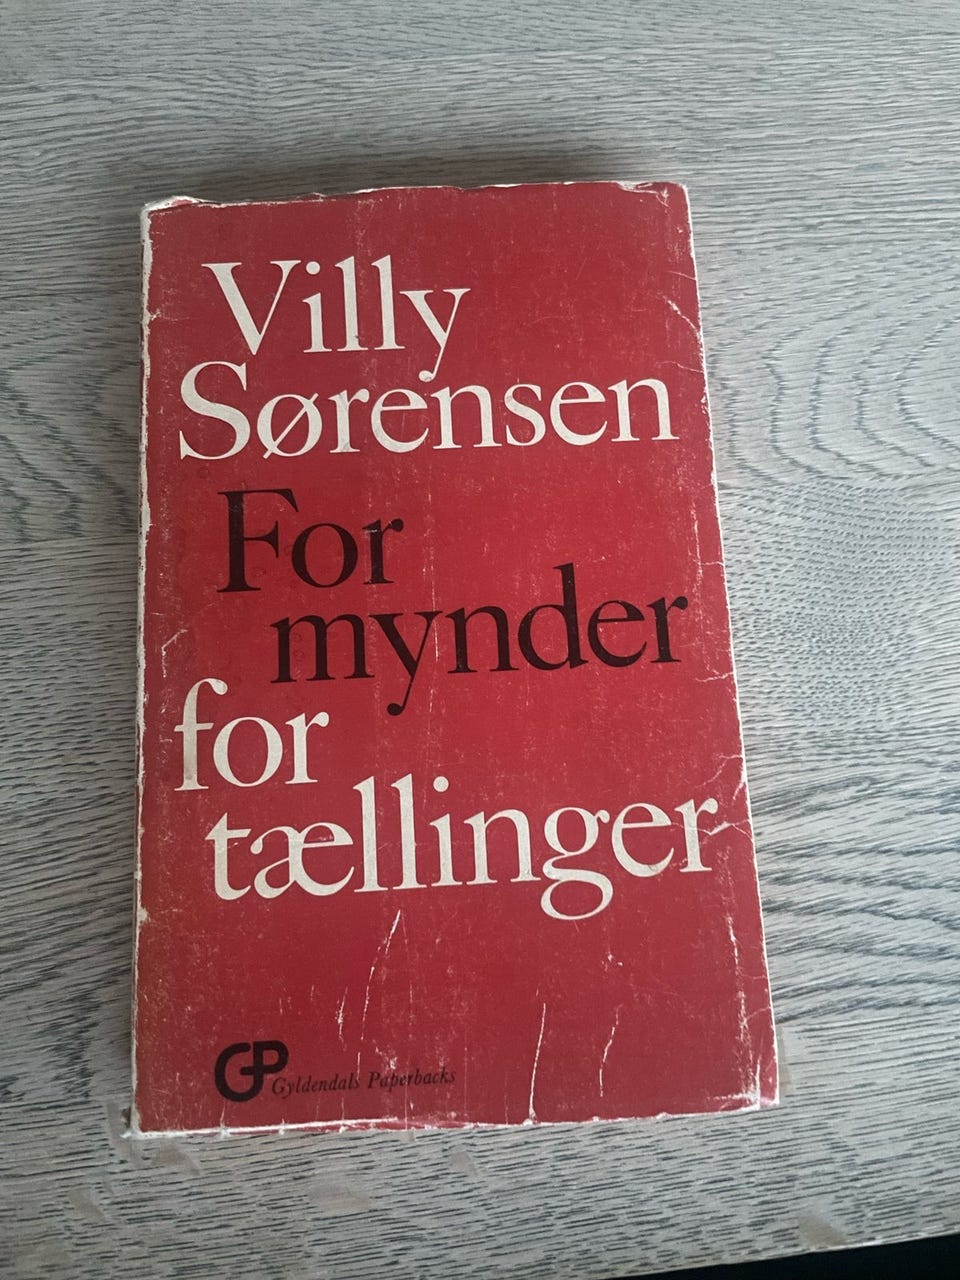 Villy
Sørensen
For
mynder
for
tællinger
GP Gyldendals Paperbacks